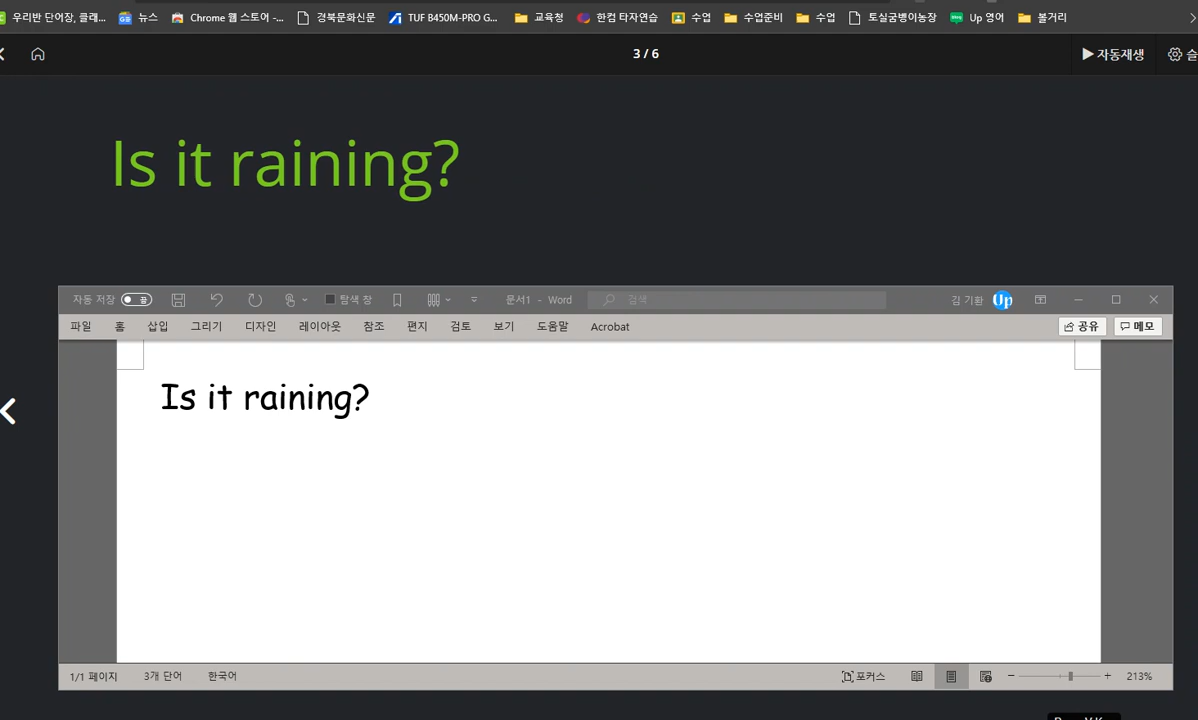 우리반 단어장, 클래... 뉴스 Chrome 웹 스토어 -... 경북문화신문 TUF B450M-PRO G... 교육청 한컴 타자연습 수업 수업준비 수업 토실굼벵이농장 Up 영어 볼거리
3 / 6 자동재생 슬
Is it raining?
자동 저장 끔 탐색 창 문서1 - Word 검색 김 기환 Up
파일 홈 삽입 그리기 디자인 레이아웃 참조 편지 검토 보기 도움말 Acrobat 공유 메모
Is it raining?
1/1 페이지 3개 단어 한국어 포커스 213%